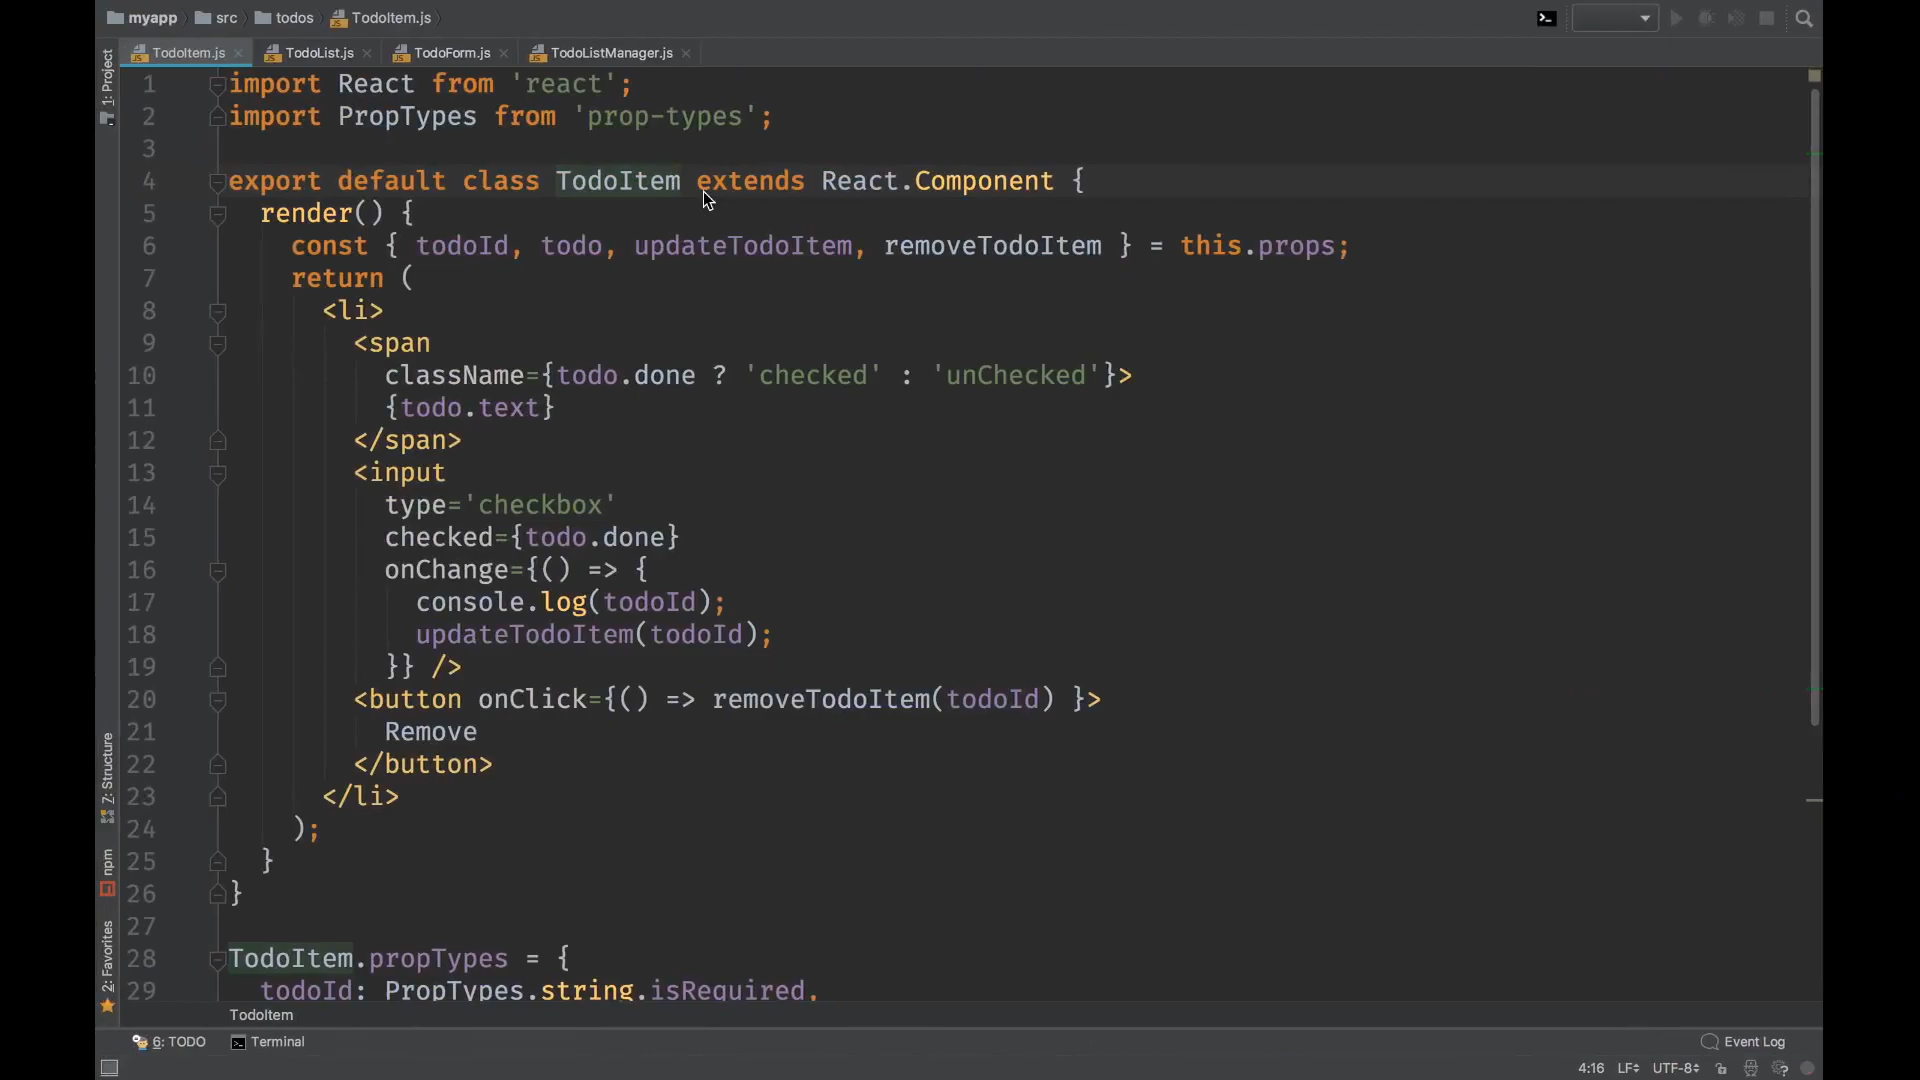 myapp src todos TodoItem.js
TodoItem.js TodoList.js TodoForm.js TodoListManager.js
1: Project
1 import React from 'react';
2 import PropTypes from 'prop-types';
3
4 export default class TodoItem extends React.Component {
5 render() {
6 const { todoId, todo, updateTodoItem, removeTodoItem } = this.props;
7 return (
8 <li>
9 <span
10 className={todo.done ? 'checked' : 'unChecked'}>
11 {todo.text}
12 </span>
13 <input
14 type='checkbox'
15 checked={todo.done}
16 onChange={() => {
17 console.log(todoId);
18 updateTodoItem(todoId);
19 }} />
20 <button onClick={() => removeTodoItem(todoId) }>
21 Remove
22 </button>
23 </li>
24 );
25 }
26 }
27
28 TodoItem.propTypes = {
29 todoId: PropTypes.string.isRequired,
Z: Structure
npm
2: Favorites
TodoItem
6: TODO Terminal Event Log
4:16 LF UTF-8